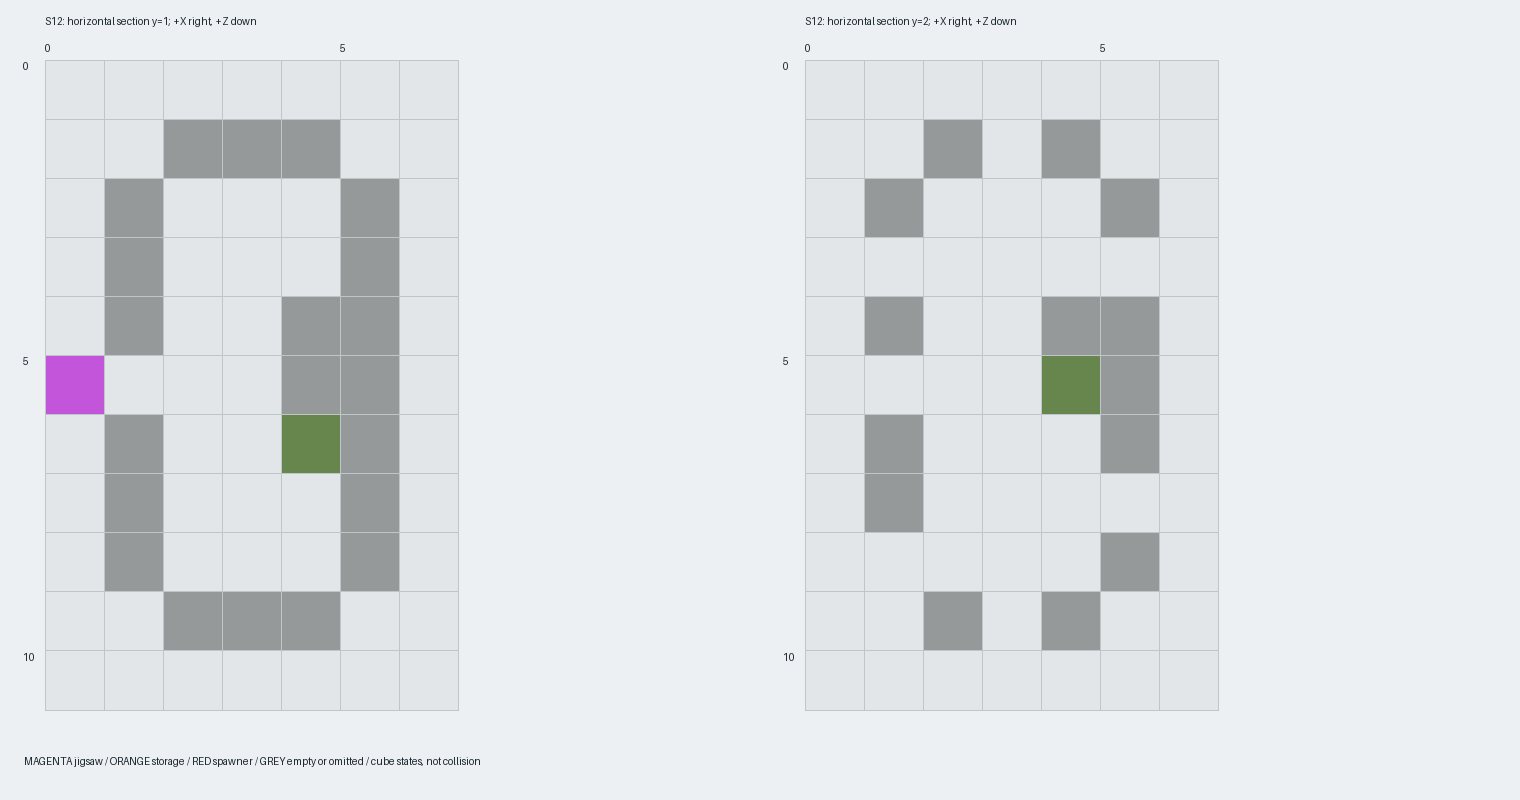 S12: horizontal section y=1; +X right, +Z down
S12: horizontal section y=2; +X right, +Z down
0 5
0 5
0
0
5
5
10
10
MAGENTA jigsaw / ORANGE storage / RED spawner / GREY empty or omitted / cube states, not collision